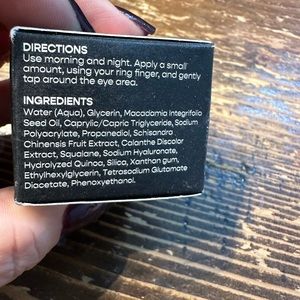 DIRECTIONS
Use morning and night. Apply a small
amount, using your ring finger, and gently
tap around the eye area.
INGREDIENTS
Water (Aqua), Glycerin, Macadamia Integrifolia
Seed Oil, Caprylic/Capric Triglyceride, Sodium
Polyacrylate, Propanediol, Schisandra
Chinensis Fruit Extract, Calanthe Discolor
Extract, Squalane, Sodium Hyaluronate,
Hydrolyzed Quinoa, Silica, Xanthan gum,
Ethylhexylglycerin, Tetrasodium Glutamate
Diacetate, Phenoxyethanol.